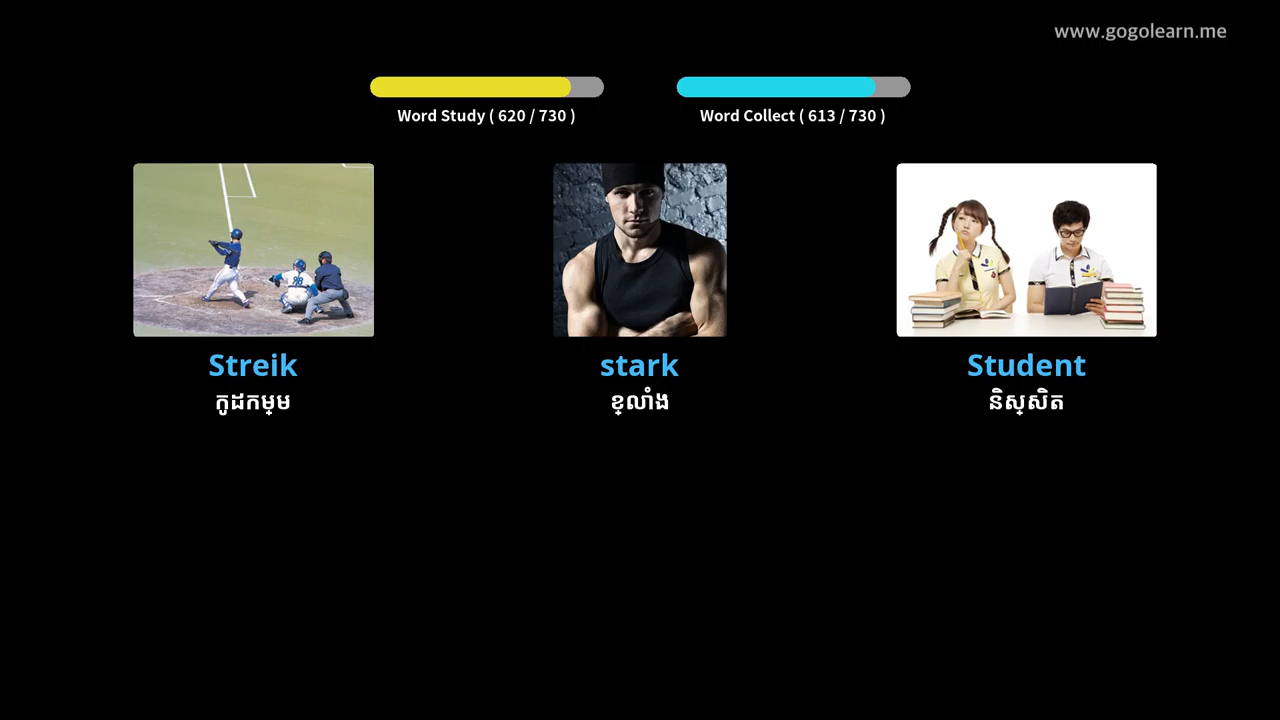 www.gogolearn.me
Word Study ( 620 / 730 )
Word Collect ( 613 / 730 )
Streik
stark
Student
កូដកម្ម
ខ្លាំង
និស្សិត